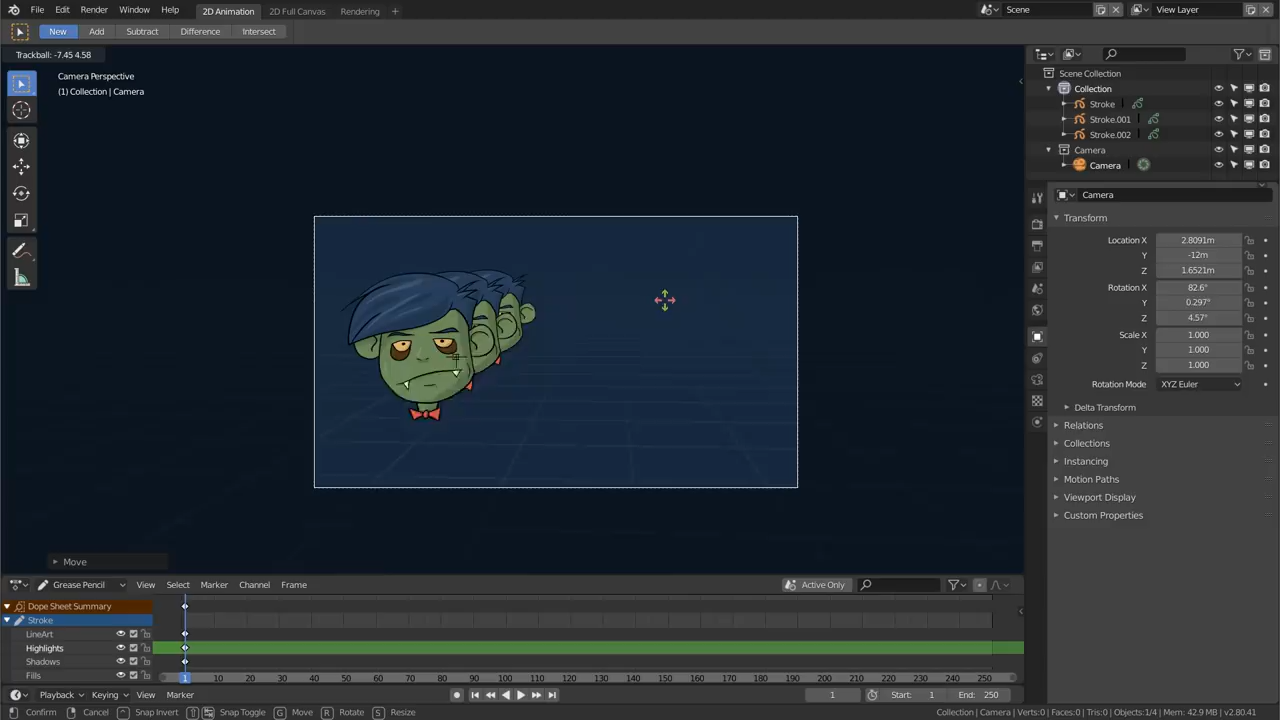 File Edit Render Window Help 2D Animation 2D Full Canvas Rendering + Scene View Layer
New Add Subtract Difference Intersect
Trackball: -7.45 4.58
Camera Perspective
(1) Collection | Camera
Scene Collection
Collection
Stroke
Stroke.001
Stroke.002
Camera
Camera
Camera
Transform
Location X 2.8091m
Y -12m
Z 1.6521m
Rotation X 82.6°
Y 0.297°
Z 4.57°
Scale X 1.000
Y 1.000
Z 1.000
Rotation Mode XYZ Euler
Delta Transform
Relations
Collections
Instancing
Motion Paths
Viewport Display
Custom Properties
Move
Grease Pencil View Select Marker Channel Frame Active Only
Dope Sheet Summary
Stroke
LineArt
Highlights
Shadows
Fills
1 10 20 30 40 50 60 70 80 90 100 110 120 130 140 150 160 170 180 190 200 210 220 230 240 250
Playback Keying View Marker 1 Start: 1 End: 250
Confirm Cancel Snap Invert Snap Toggle G Move R Rotate S Resize Collection | Camera | Verts:0 | Faces:0 | Tris:0 | Objects:1/4 | Mem: 42.9 MB | v2.80.41